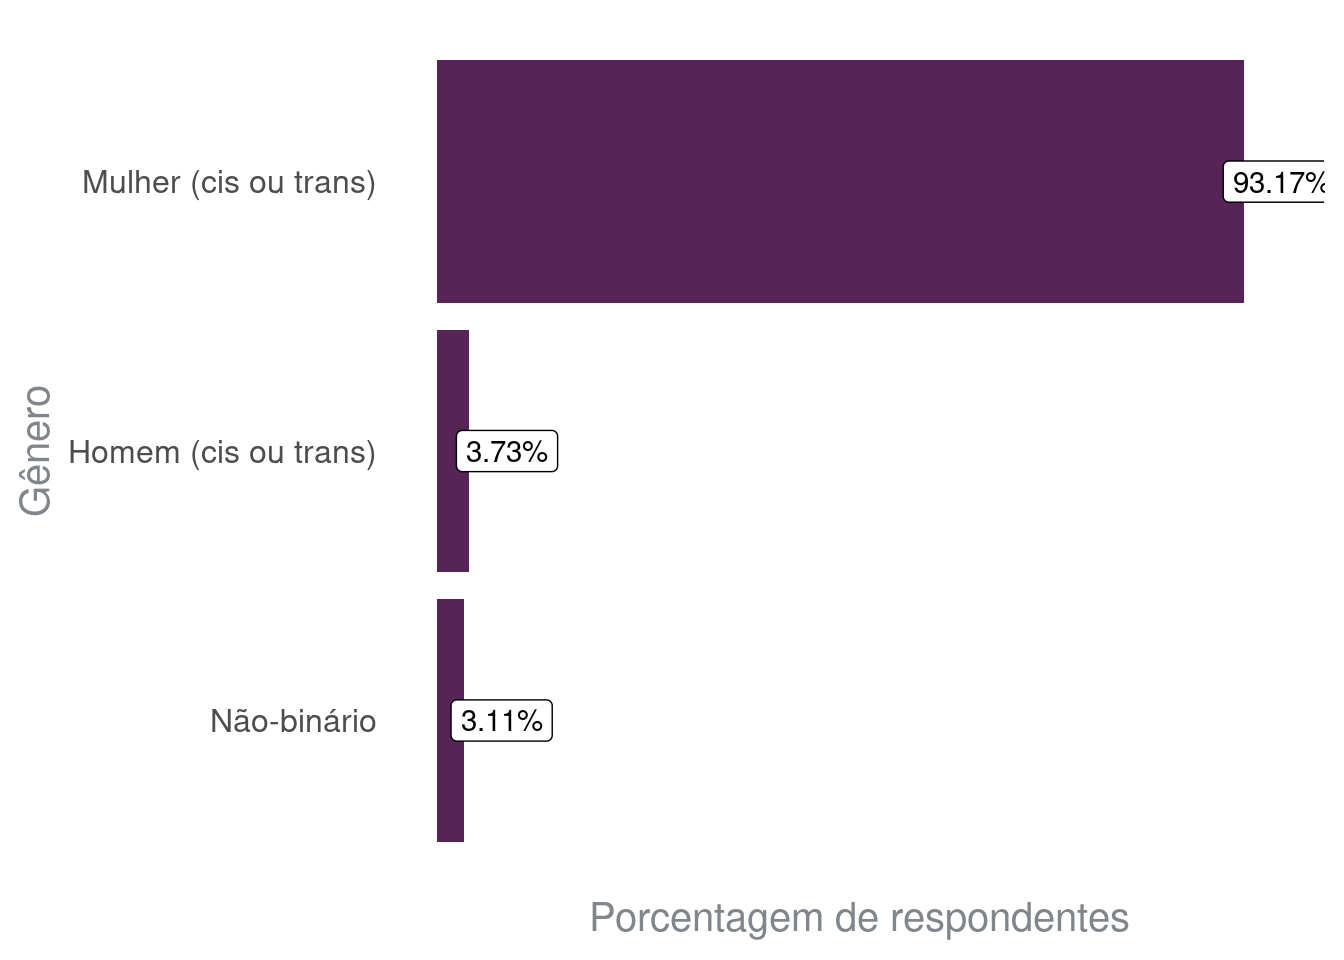 Mulher (cis ou trans)
93.17%
Gênero
Homem (cis ou trans)
3.73%
Não-binário
3.11%
Porcentagem de respondentes